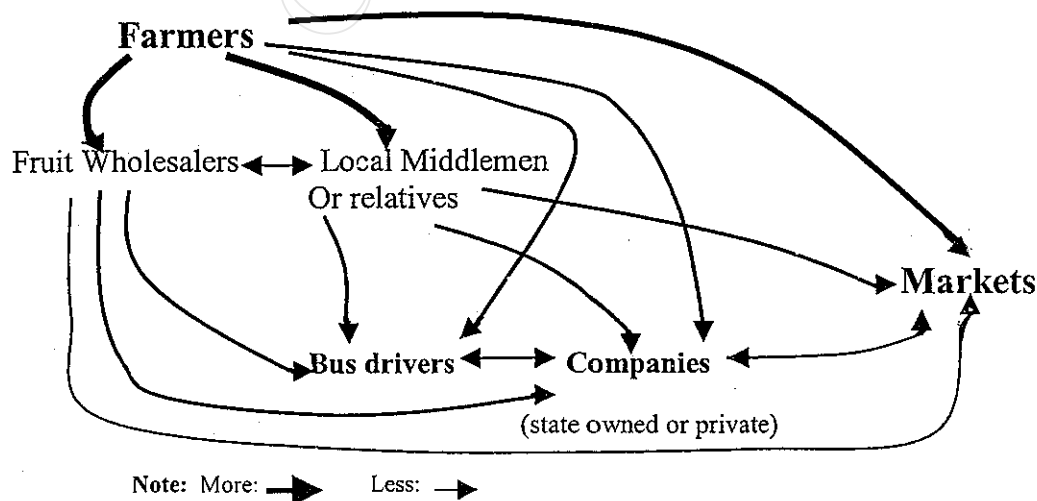 Farmers
Fruit Wholesalers Local Middlemen
Or relatives
Markets
Bus drivers Companies
(state owned or private)
Note: More: Less: